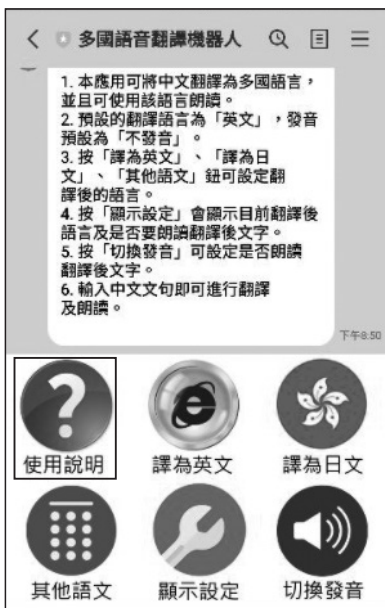 多國語音翻譯機器人
1. 本應用可將中文翻譯為多國語言，
並且可使用該語言朗讀。
2. 預設的翻譯語言為「英文」，發音
預設為「不發音」。
3. 按「譯為英文」、「譯為日
文」、「其他語文」鈕可設定翻
譯後的語言。
4. 按「顯示設定」會顯示目前翻譯後
語言及是否要朗讀翻譯後文字。
5. 按「切換發音」可設定是否朗讀
翻譯後文字。
6. 輸入中文文句即可進行翻譯
及朗讀。
下午8:50
使用說明 譯為英文 譯為日文
其他語文 顯示設定 切換發音